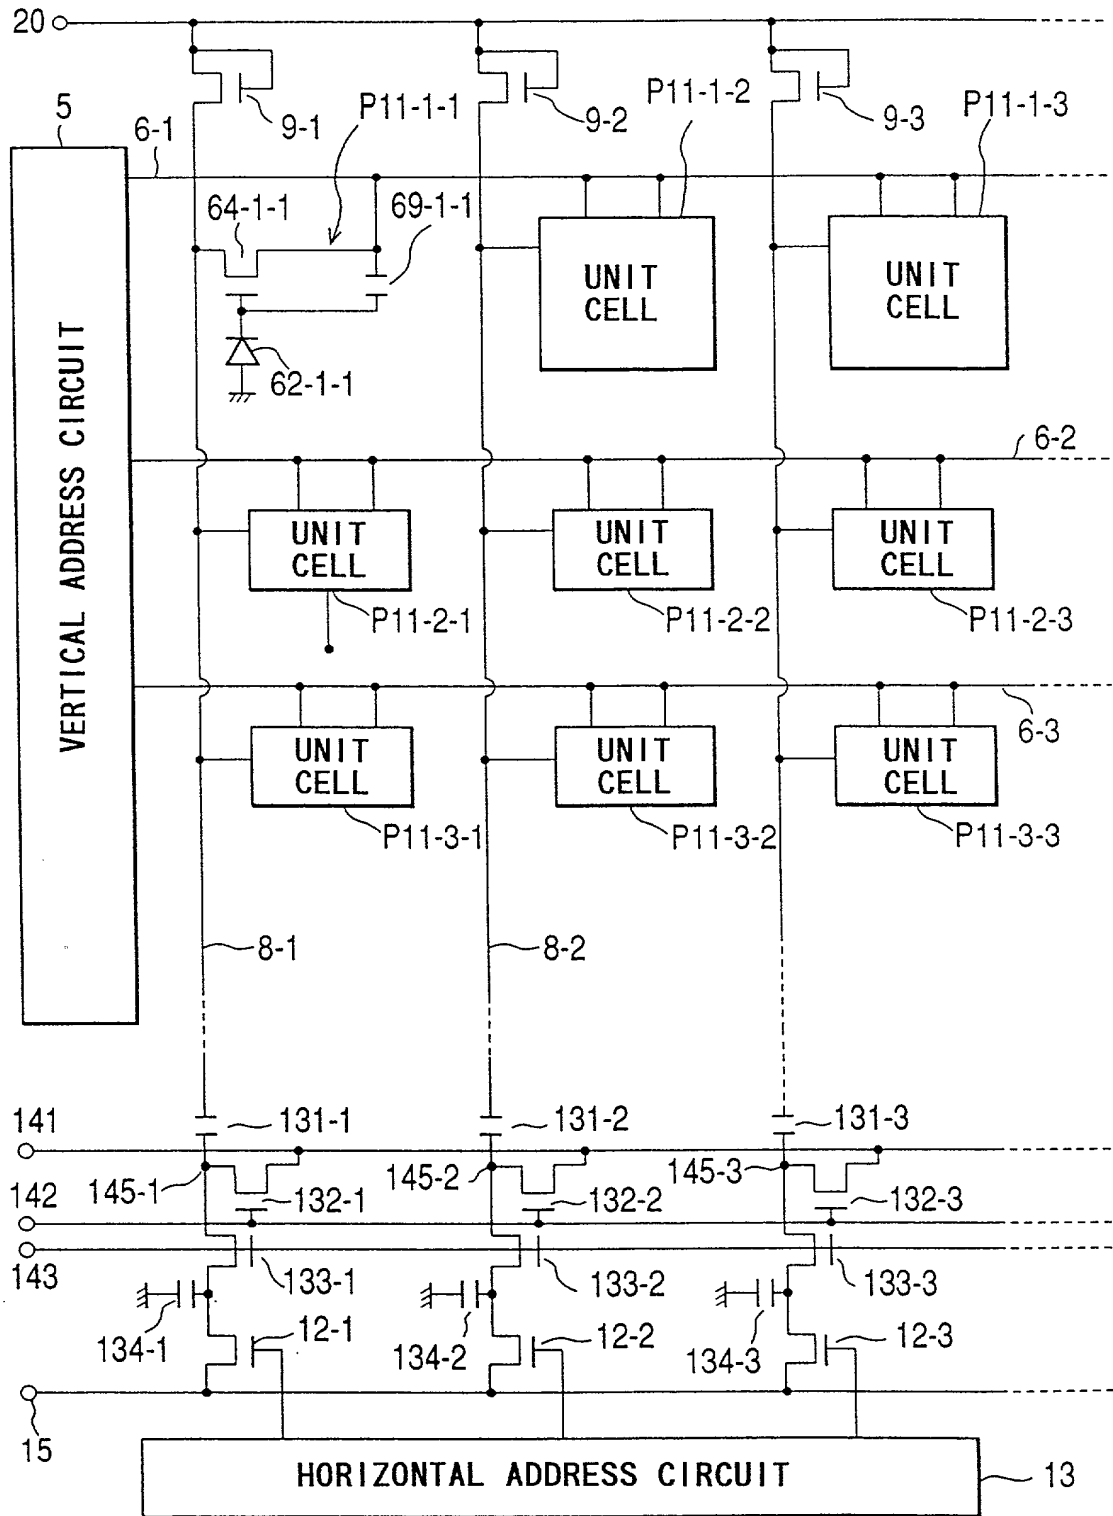 20
5
6-1
9-1
P11-1-1
9-2
P11-1-2
9-3
P11-1-3
64-1-1
69-1-1
UNIT
CELL
UNIT
CELL
62-1-1
VERTICAL ADDRESS CIRCUIT
6-2
UNIT
CELL
UNIT
CELL
UNIT
CELL
P11-2-1
P11-2-2
P11-2-3
6-3
UNIT
CELL
UNIT
CELL
UNIT
CELL
P11-3-1
P11-3-2
P11-3-3
8-1
8-2
141
131-1
131-2
131-3
145-1
145-2
145-3
142
132-1
132-2
132-3
143
133-1
133-2
133-3
134-1
12-1
134-2
12-2
134-3
12-3
15
HORIZONTAL ADDRESS CIRCUIT
13